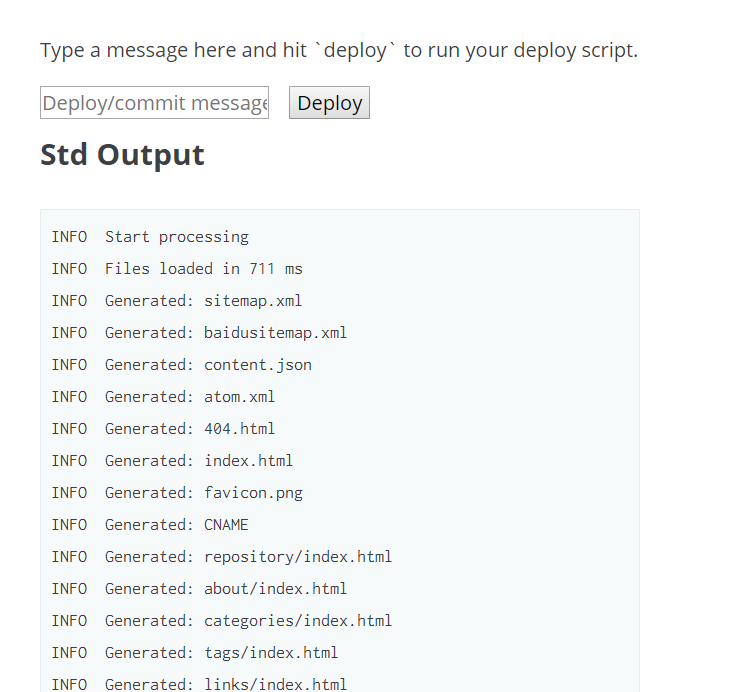 Type a message here and hit `deploy` to run your deploy script.
Deploy/commit message Deploy
Std Output
INFO  Start processing
INFO  Files loaded in 711 ms
INFO  Generated: sitemap.xml
INFO  Generated: baidusitemap.xml
INFO  Generated: content.json
INFO  Generated: atom.xml
INFO  Generated: 404.html
INFO  Generated: index.html
INFO  Generated: favicon.png
INFO  Generated: CNAME
INFO  Generated: repository/index.html
INFO  Generated: about/index.html
INFO  Generated: categories/index.html
INFO  Generated: tags/index.html
INFO  Generated: links/index.html